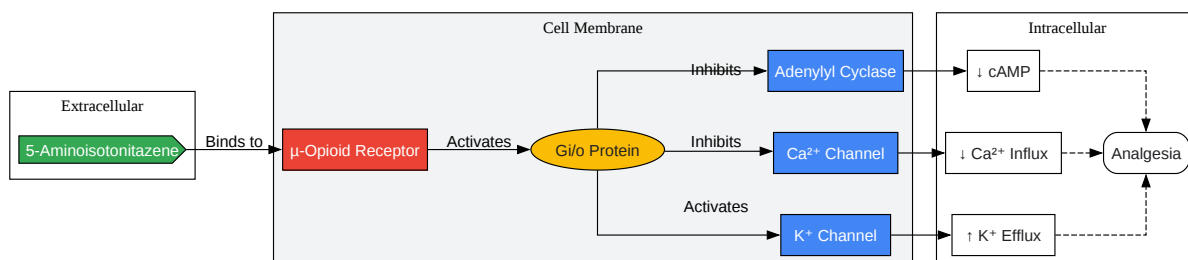 Extracellular
5-Aminoisotonitazene
Binds to
Cell Membrane
µ-Opioid Receptor
Activates
Gi/o Protein
Inhibits
Adenylyl Cyclase
Inhibits
Ca²⁺ Channel
Activates
K⁺ Channel
Intracellular
↓ cAMP
↓ Ca²⁺ Influx
↑ K⁺ Efflux
Analgesia